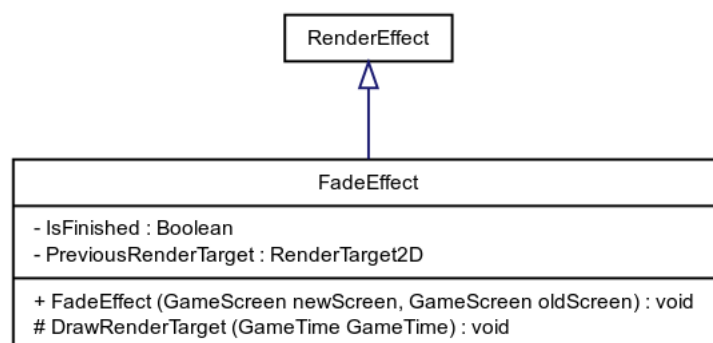 RenderEffect
FadeEffect
- IsFinished : Boolean
- PreviousRenderTarget : RenderTarget2D
+ FadeEffect (GameScreen newScreen, GameScreen oldScreen) : void
# DrawRenderTarget (GameTime GameTime) : void